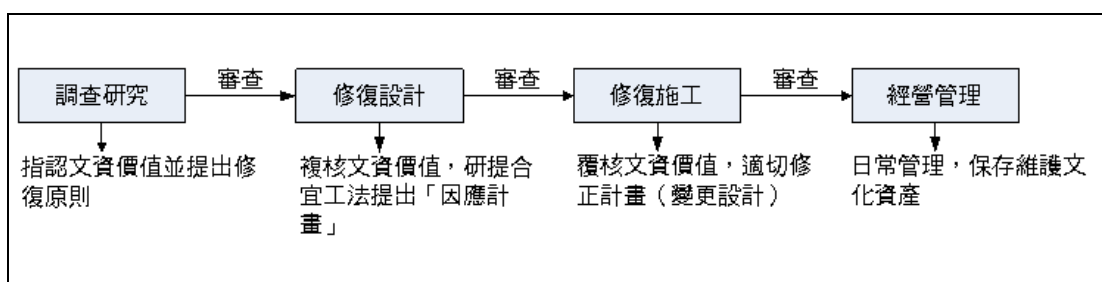 調查研究
審查
修復設計
審查
修復施工
審查
經營管理
指認文資價值並提出修
復原則
複核文資價值，研提合
宜工法提出「因應計
畫」
覆核文資價值，適切修
正計畫（變更設計）
日常管理，保存維護文
化資產